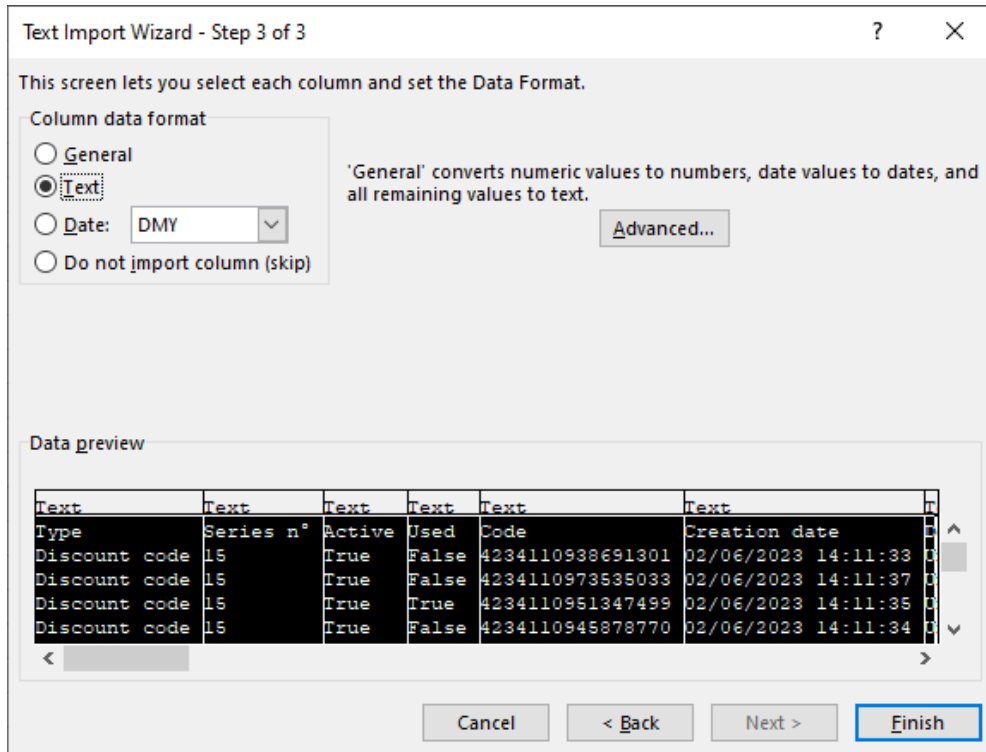 Text Import Wizard - Step 3 of 3
?
This screen lets you select each column and set the Data Format.
Column data format
General
Text
Date: DMY
Do not import column (skip)
'General' converts numeric values to numbers, date values to dates, and
all remaining values to text.
Advanced...
Data preview
Text Text Text Text Text Text T
Type Series n° Active Used Code Creation date D
Discount code 15 True False 4234110938691301 02/06/2023 14:11:33 U
Discount code 15 True False 4234110973535033 02/06/2023 14:11:37 U
Discount code 15 True True 4234110951347499 02/06/2023 14:11:35 U
Discount code 15 True False 4234110945878770 02/06/2023 14:11:34 U
Cancel < Back Next > Finish